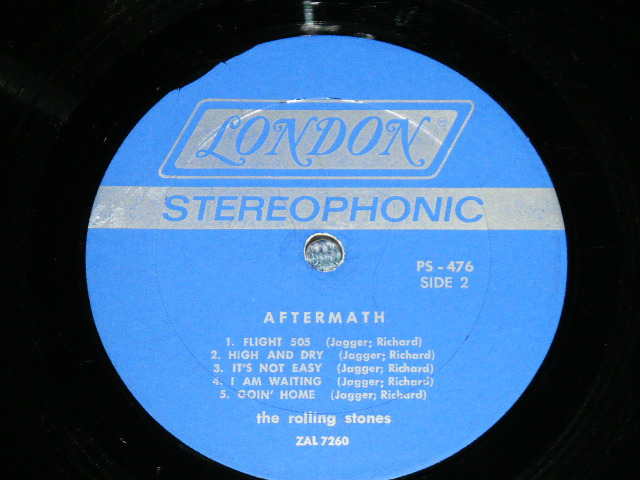 LONDON
STEREOPHONIC
PS - 476
SIDE 2
AFTERMATH
1. FLIGHT 505 (Jagger; Richard)
2. HIGH AND DRY (Jagger; Richard)
3. IT'S NOT EASY (Jagger; Richard)
4. I AM WAITING (Jagger; Richard)
5. GOIN' HOME (Jagger; Richard)
the rolling stones
ZAL 7260